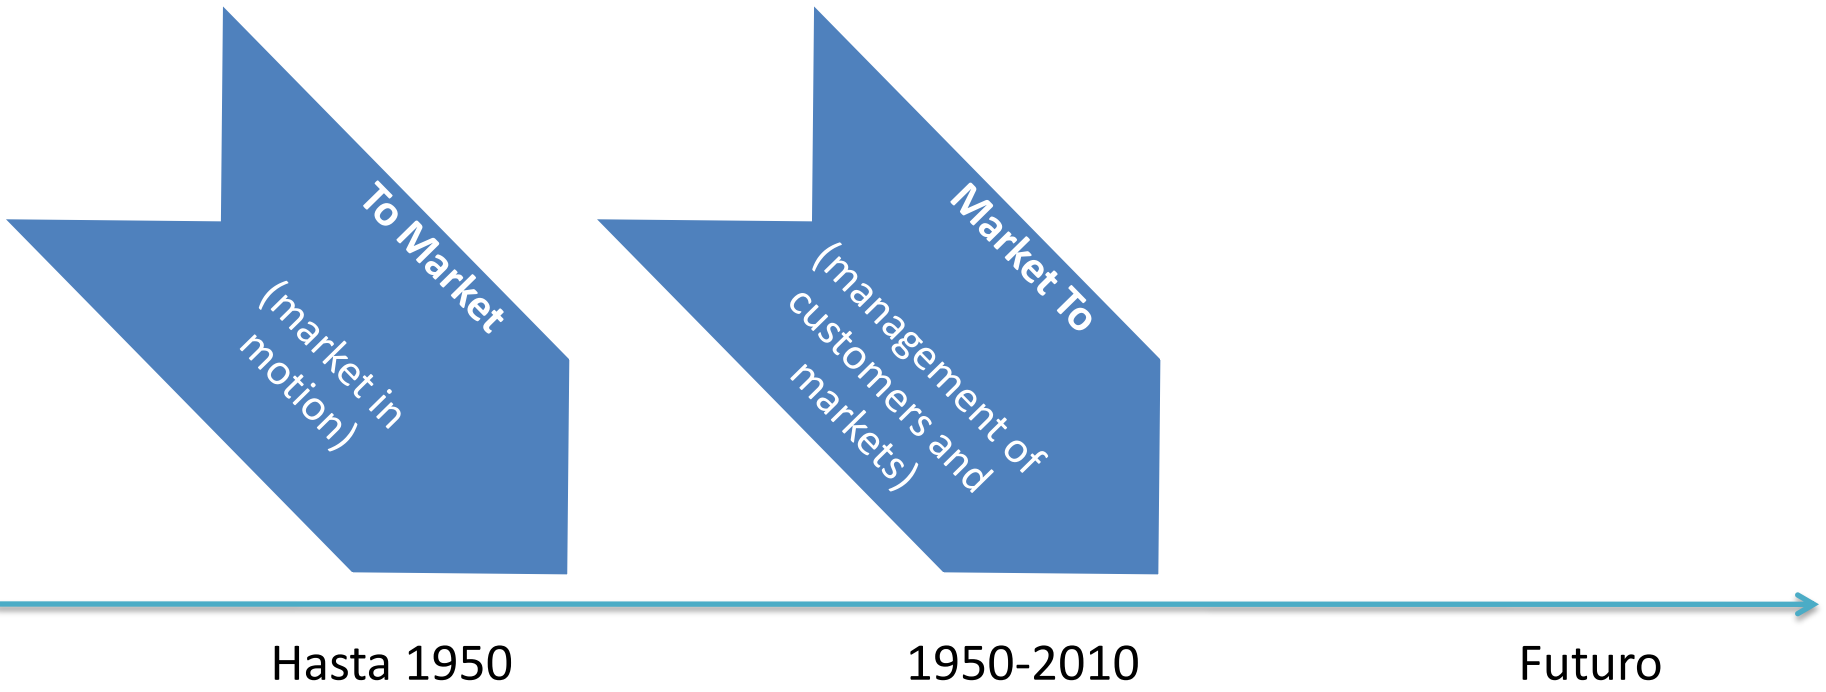 To Market
(market in
motion)
Market To
(management of
customers and
markets)
Hasta 1950
1950-2010
Futuro